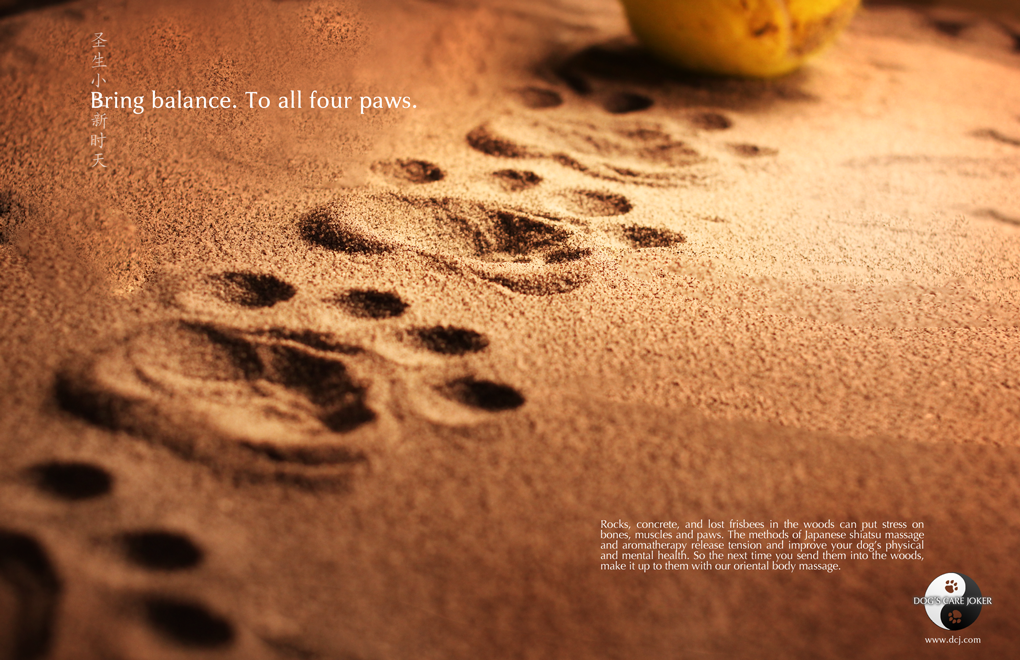 圣
生
小
新
时
天
Bring balance. To all four paws.
Rocks, concrete, and lost frisbees in the woods can put stress on
bones, muscles and paws. The methods of Japanese shiatsu massage
and aromatherapy release tension and improve your dog's physical
and mental health. So the next time you send them into the woods,
make it up to them with our oriental body massage.
DOG'S CARE JOKER
www.dcj.com